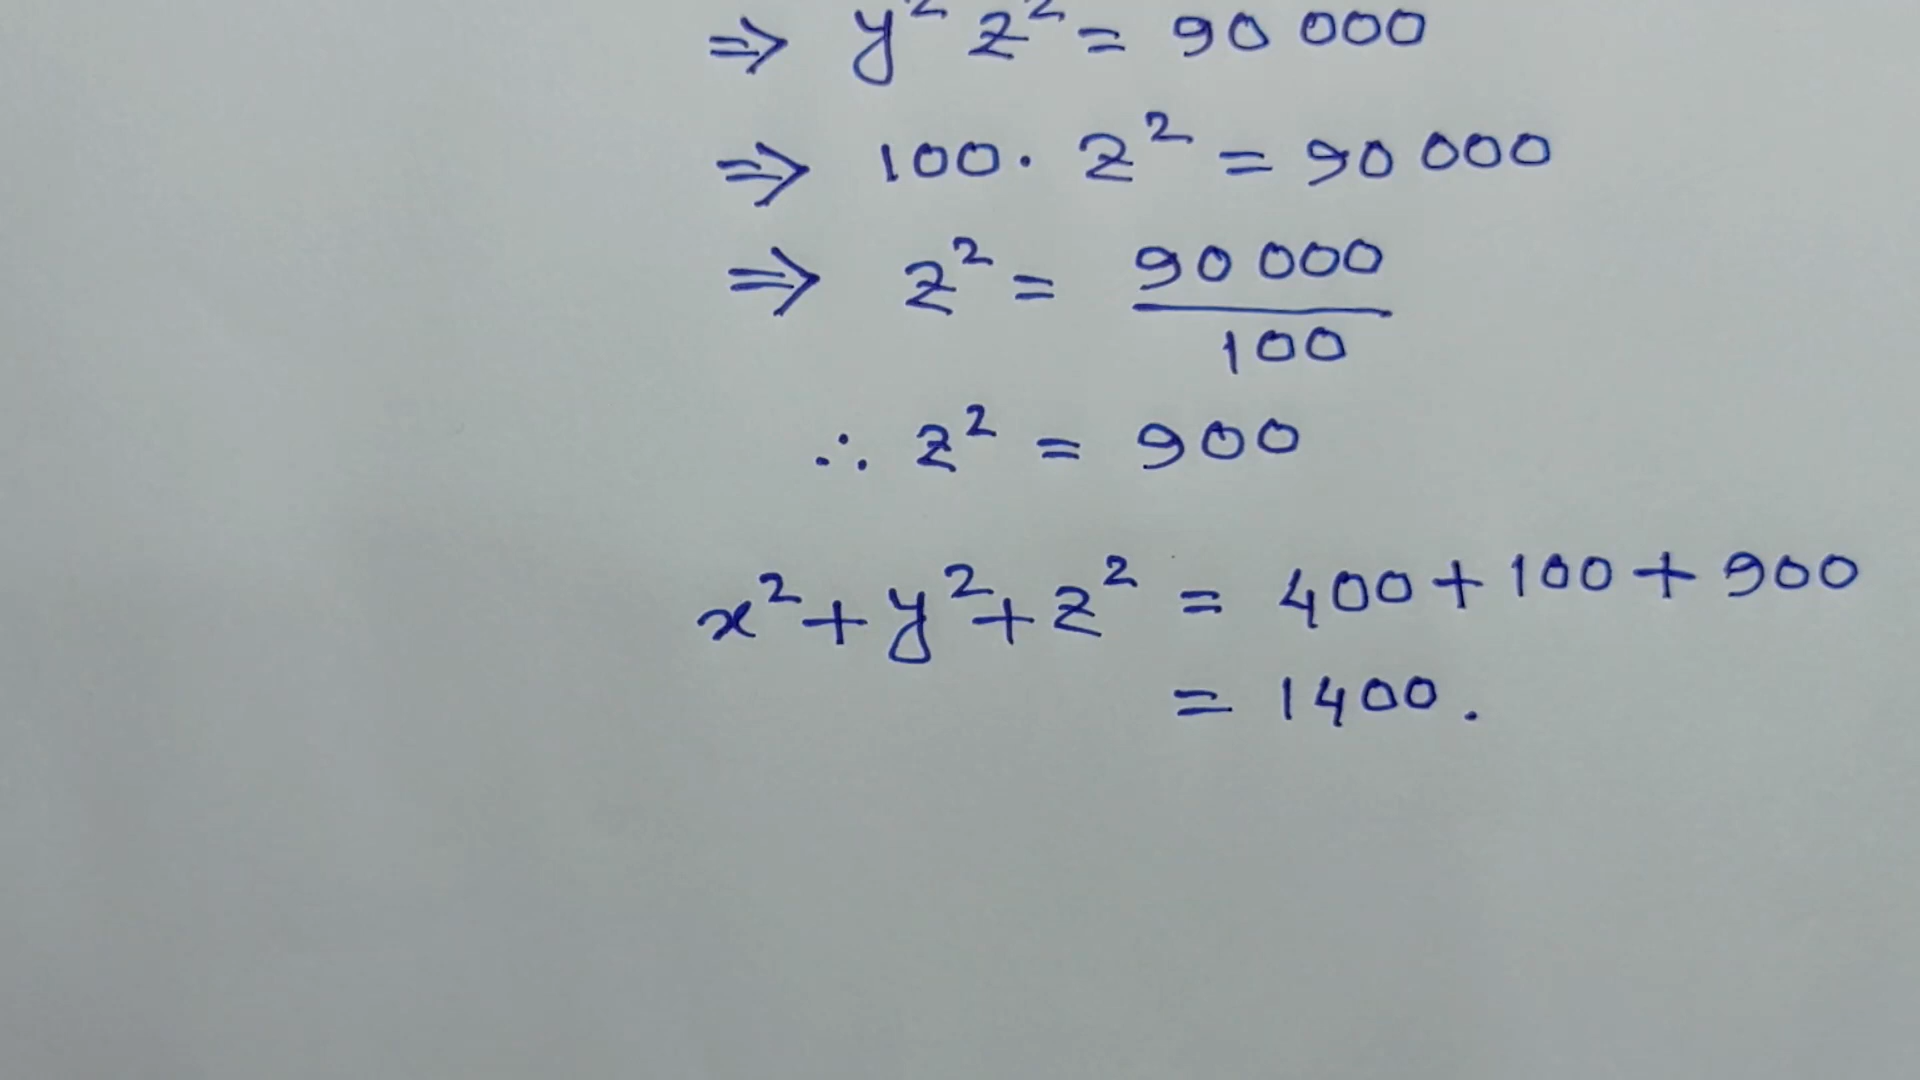 ⇒ y² z² = 90 000
⇒ 100 · z² = 90 000
⇒ z² = 90 000 / 100
∴ z² = 900
x² + y² + z² = 400 + 100 + 900
= 1400.